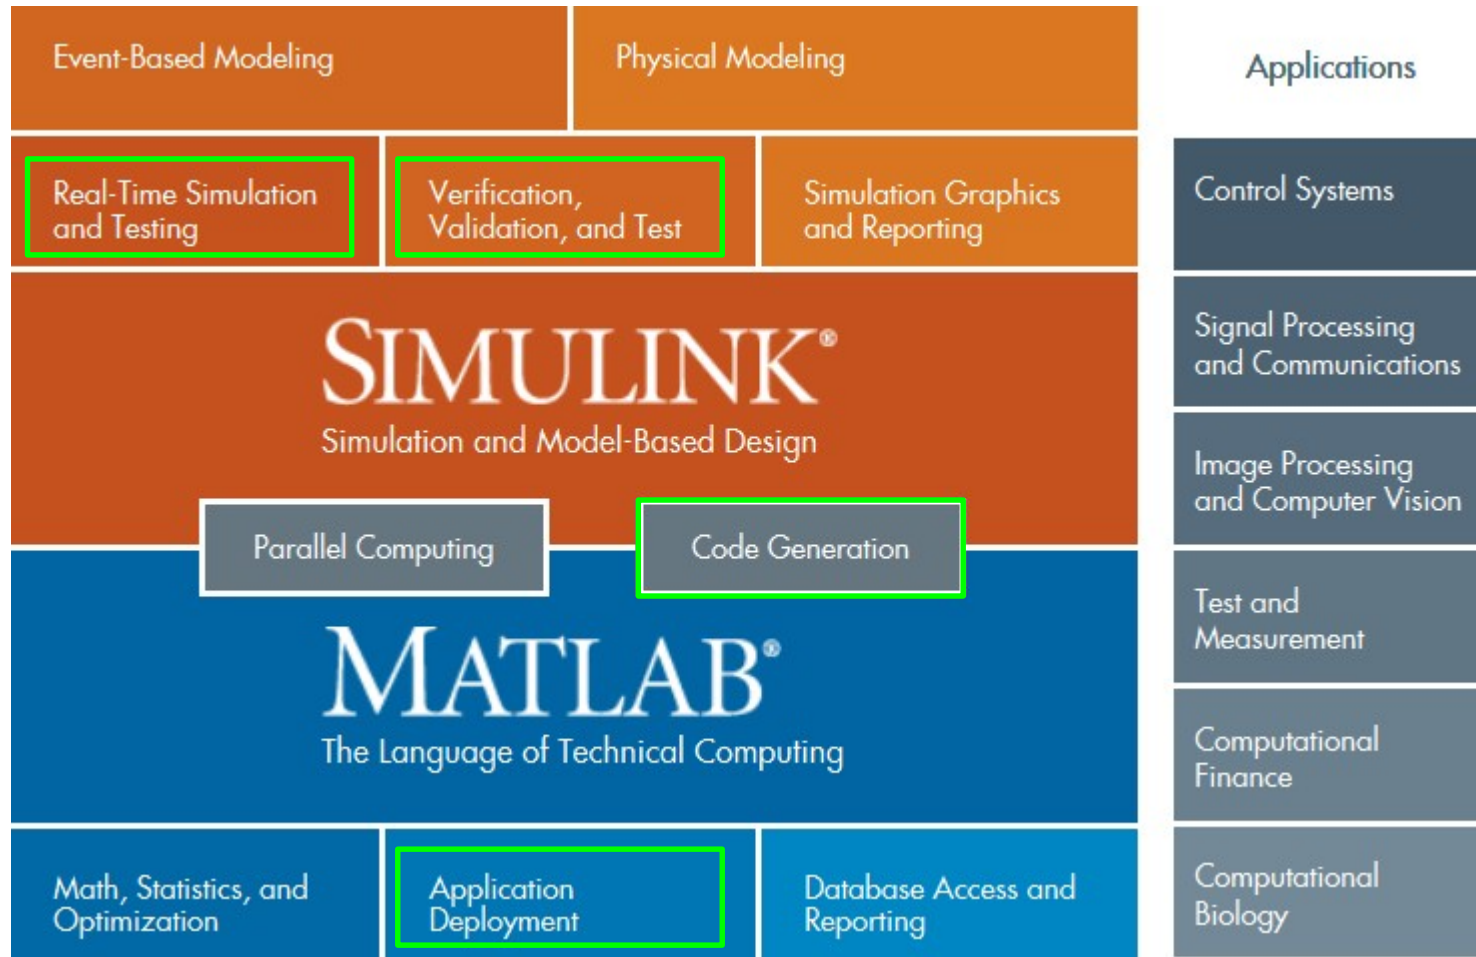 Event-Based Modeling
Physical Modeling
Applications
Real-Time Simulation
and Testing
Verification,
Validation, and Test
Simulation Graphics
and Reporting
Control Systems
SIMULINK®
Simulation and Model-Based Design
Signal Processing
and Communications
Image Processing
and Computer Vision
Parallel Computing
Code Generation
MATLAB®
The Language of Technical Computing
Test and
Measurement
Computational
Finance
Math, Statistics, and
Optimization
Application
Deployment
Database Access and
Reporting
Computational
Biology